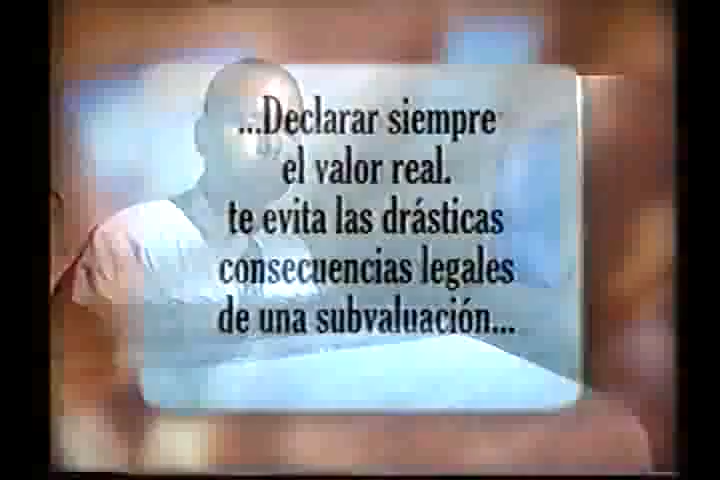 ...Declarar siempre
el valor real.
te evita las drásticas
consecuencias legales
de una subvaluación...